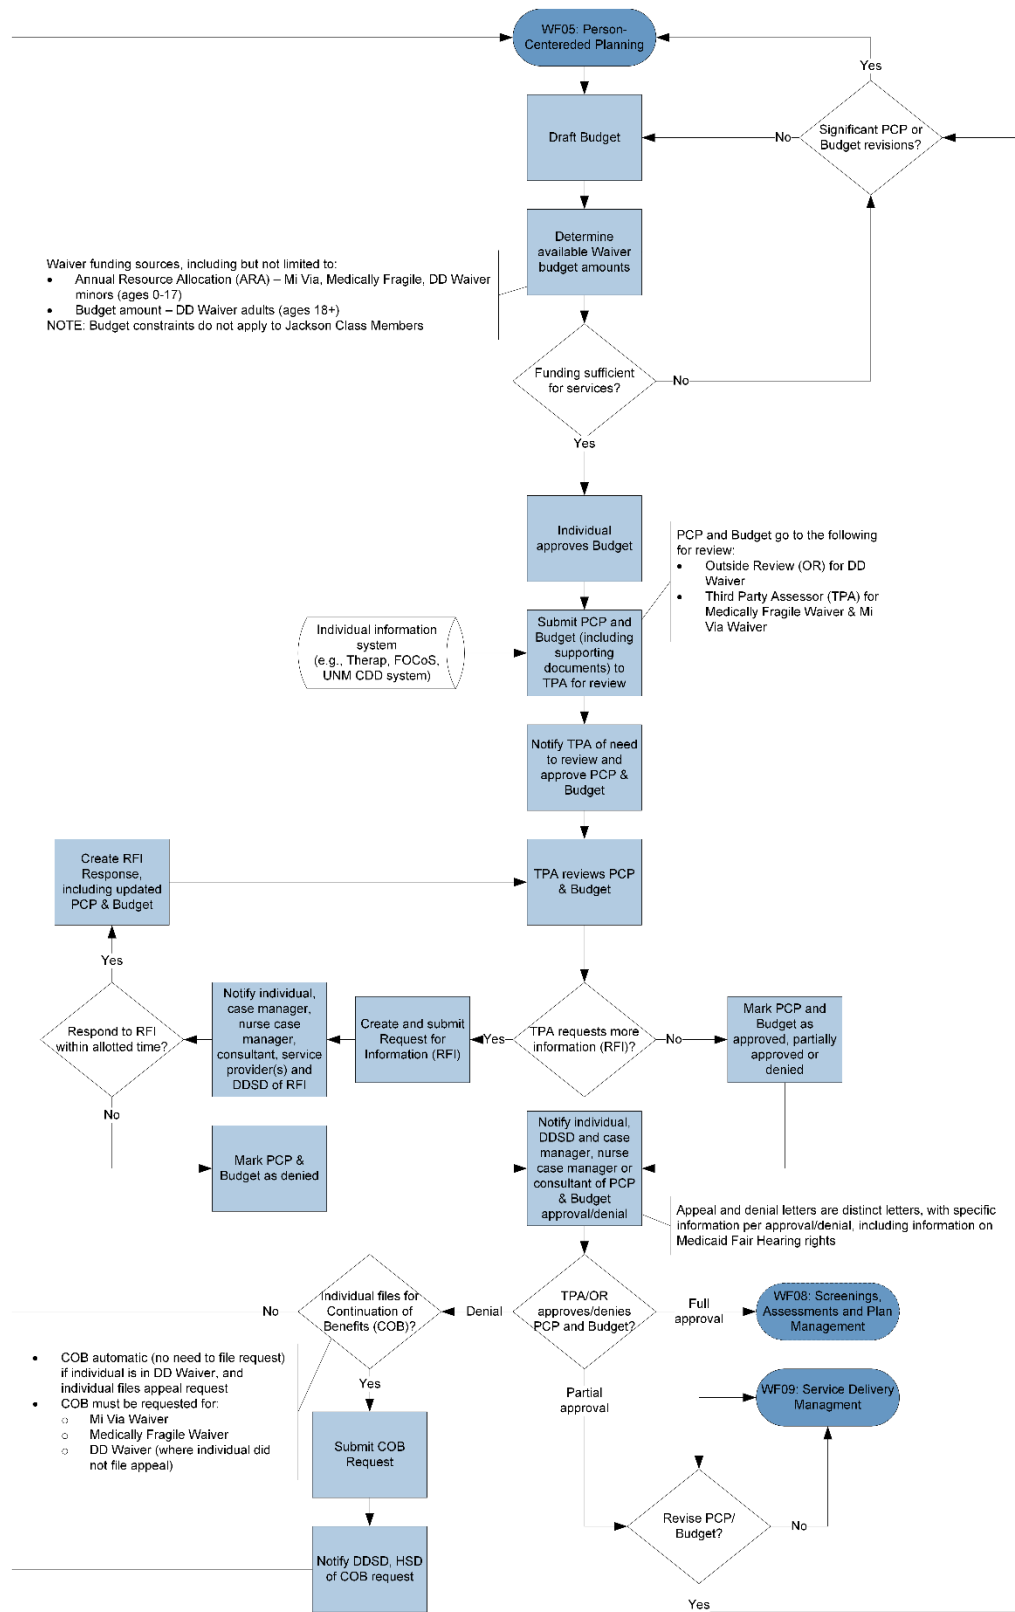 WF05: Person-
Centereded Planning
Yes
Draft Budget
No
Significant PCP or
Budget revisions?
Determine
available Waiver
budget amounts
Waiver funding sources, including but not limited to:
• Annual Resource Allocation (ARA) – Mi Via, Medically Fragile, DD Waiver
minors (ages 0-17)
• Budget amount – DD Waiver adults (ages 18+)
NOTE: Budget constraints do not apply to Jackson Class Members
Funding sufficient
for services?
No
Yes
Individual
approves Budget
PCP and Budget go to the following
for review:
• Outside Review (OR) for DD
Waiver
• Third Party Assessor (TPA) for
Medically Fragile Waiver & Mi
Via Waiver
Individual information
system
(e.g., Therap, FOCoS,
UNM CDD system)
Submit PCP and
Budget (including
supporting
documents) to
TPA for review
Notify TPA of need
to review and
approve PCP &
Budget
Create RFI
Response,
including updated
PCP & Budget
TPA reviews PCP
& Budget
Yes
Respond to RFI
within allotted time?
Notify individual,
case manager,
nurse case
manager,
consultant, service
provider(s) and
DDSD of RFI
Create and submit
Request for
Information (RFI)
Yes
TPA requests more
information (RFI)?
No
Mark PCP and
Budget as
approved, partially
approved or
denied
No
Mark PCP &
Budget as denied
Notify individual,
DDSD and case
manager, nurse
case manager or
consultant of PCP
& Budget
approval/denial
Appeal and denial letters are distinct letters, with specific
information per approval/denial, including information on
Medicaid Fair Hearing rights
No
Individual files for
Continuation of
Benefits (COB)?
Denial
TPA/OR
approves/denies
PCP and Budget?
Full
approval
WF08: Screenings,
Assessments and Plan
Management
• COB automatic (no need to file request)
if individual is in DD Waiver, and
individual files appeal request
• COB must be requested for:
o Mi Via Waiver
o Medically Fragile Waiver
o DD Waiver (where individual did
not file appeal)
Yes
Partial
approval
WF09: Service Delivery
Managment
Submit COB
Request
Revise PCP/
Budget?
No
Notify DDSD, HSD
of COB request
Yes